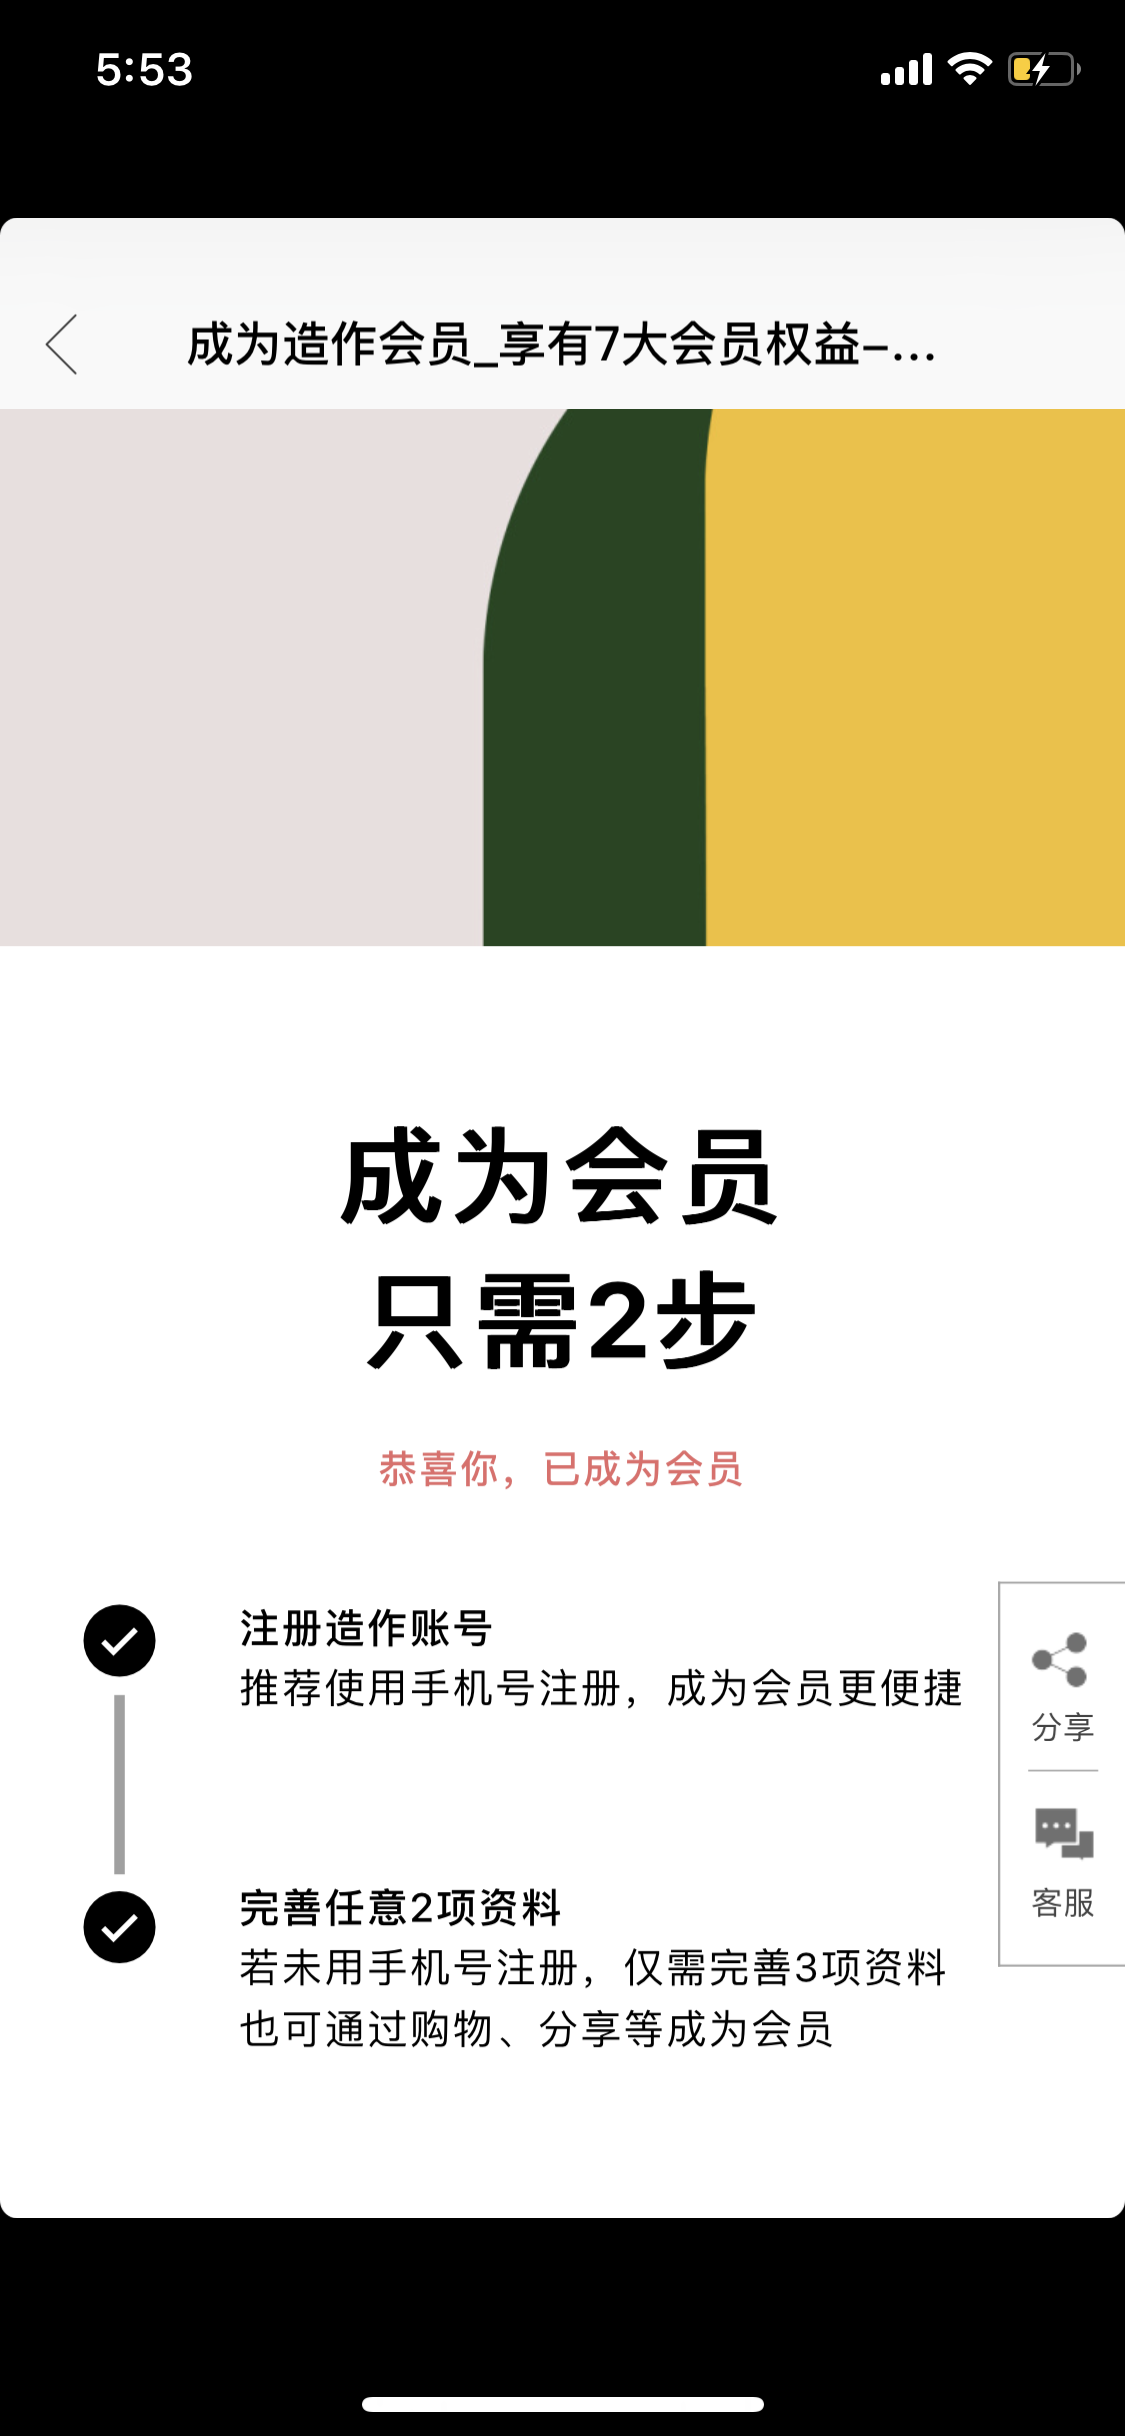 5:53
成为造作会员_享有7大会员权益–...
成为会员
只需2步
恭喜你，已成为会员
注册造作账号
推荐使用手机号注册，成为会员更便捷
分享
客服
完善任意2项资料
若未用手机号注册，仅需完善3项资料
也可通过购物、分享等成为会员